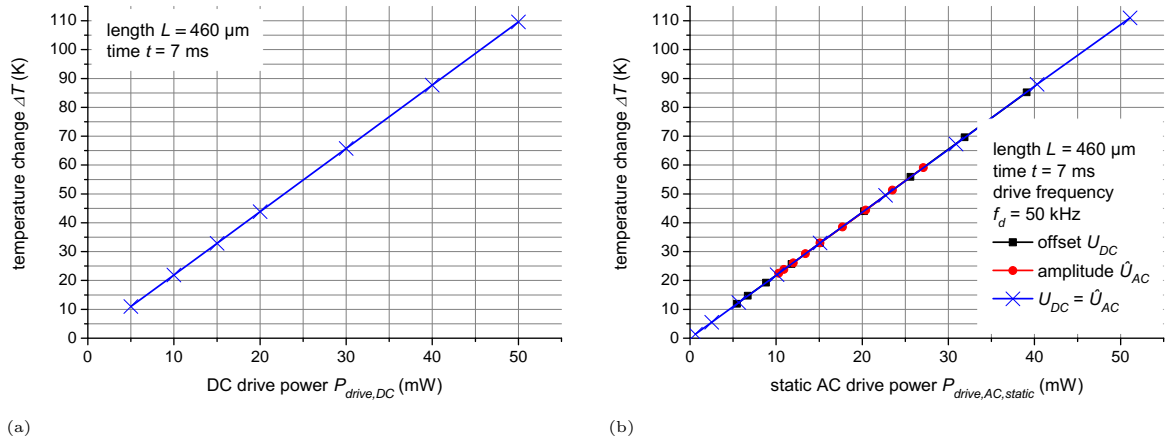 110
100
90
80
70
60
50
40
30
20
10
0
temperature change ΔT (K)
length L = 460 µm
time t = 7 ms
0 10 20 30 40 50
DC drive power P_drive,DC (mW)
(a)
110
100
90
80
70
60
50
40
30
20
10
0
temperature change ΔT (K)
length L = 460 µm
time t = 7 ms
drive frequency
f_d = 50 kHz
offset U_DC
amplitude Û_AC
U_DC = Û_AC
0 10 20 30 40 50
static AC drive power P_drive,AC,static (mW)
(b)